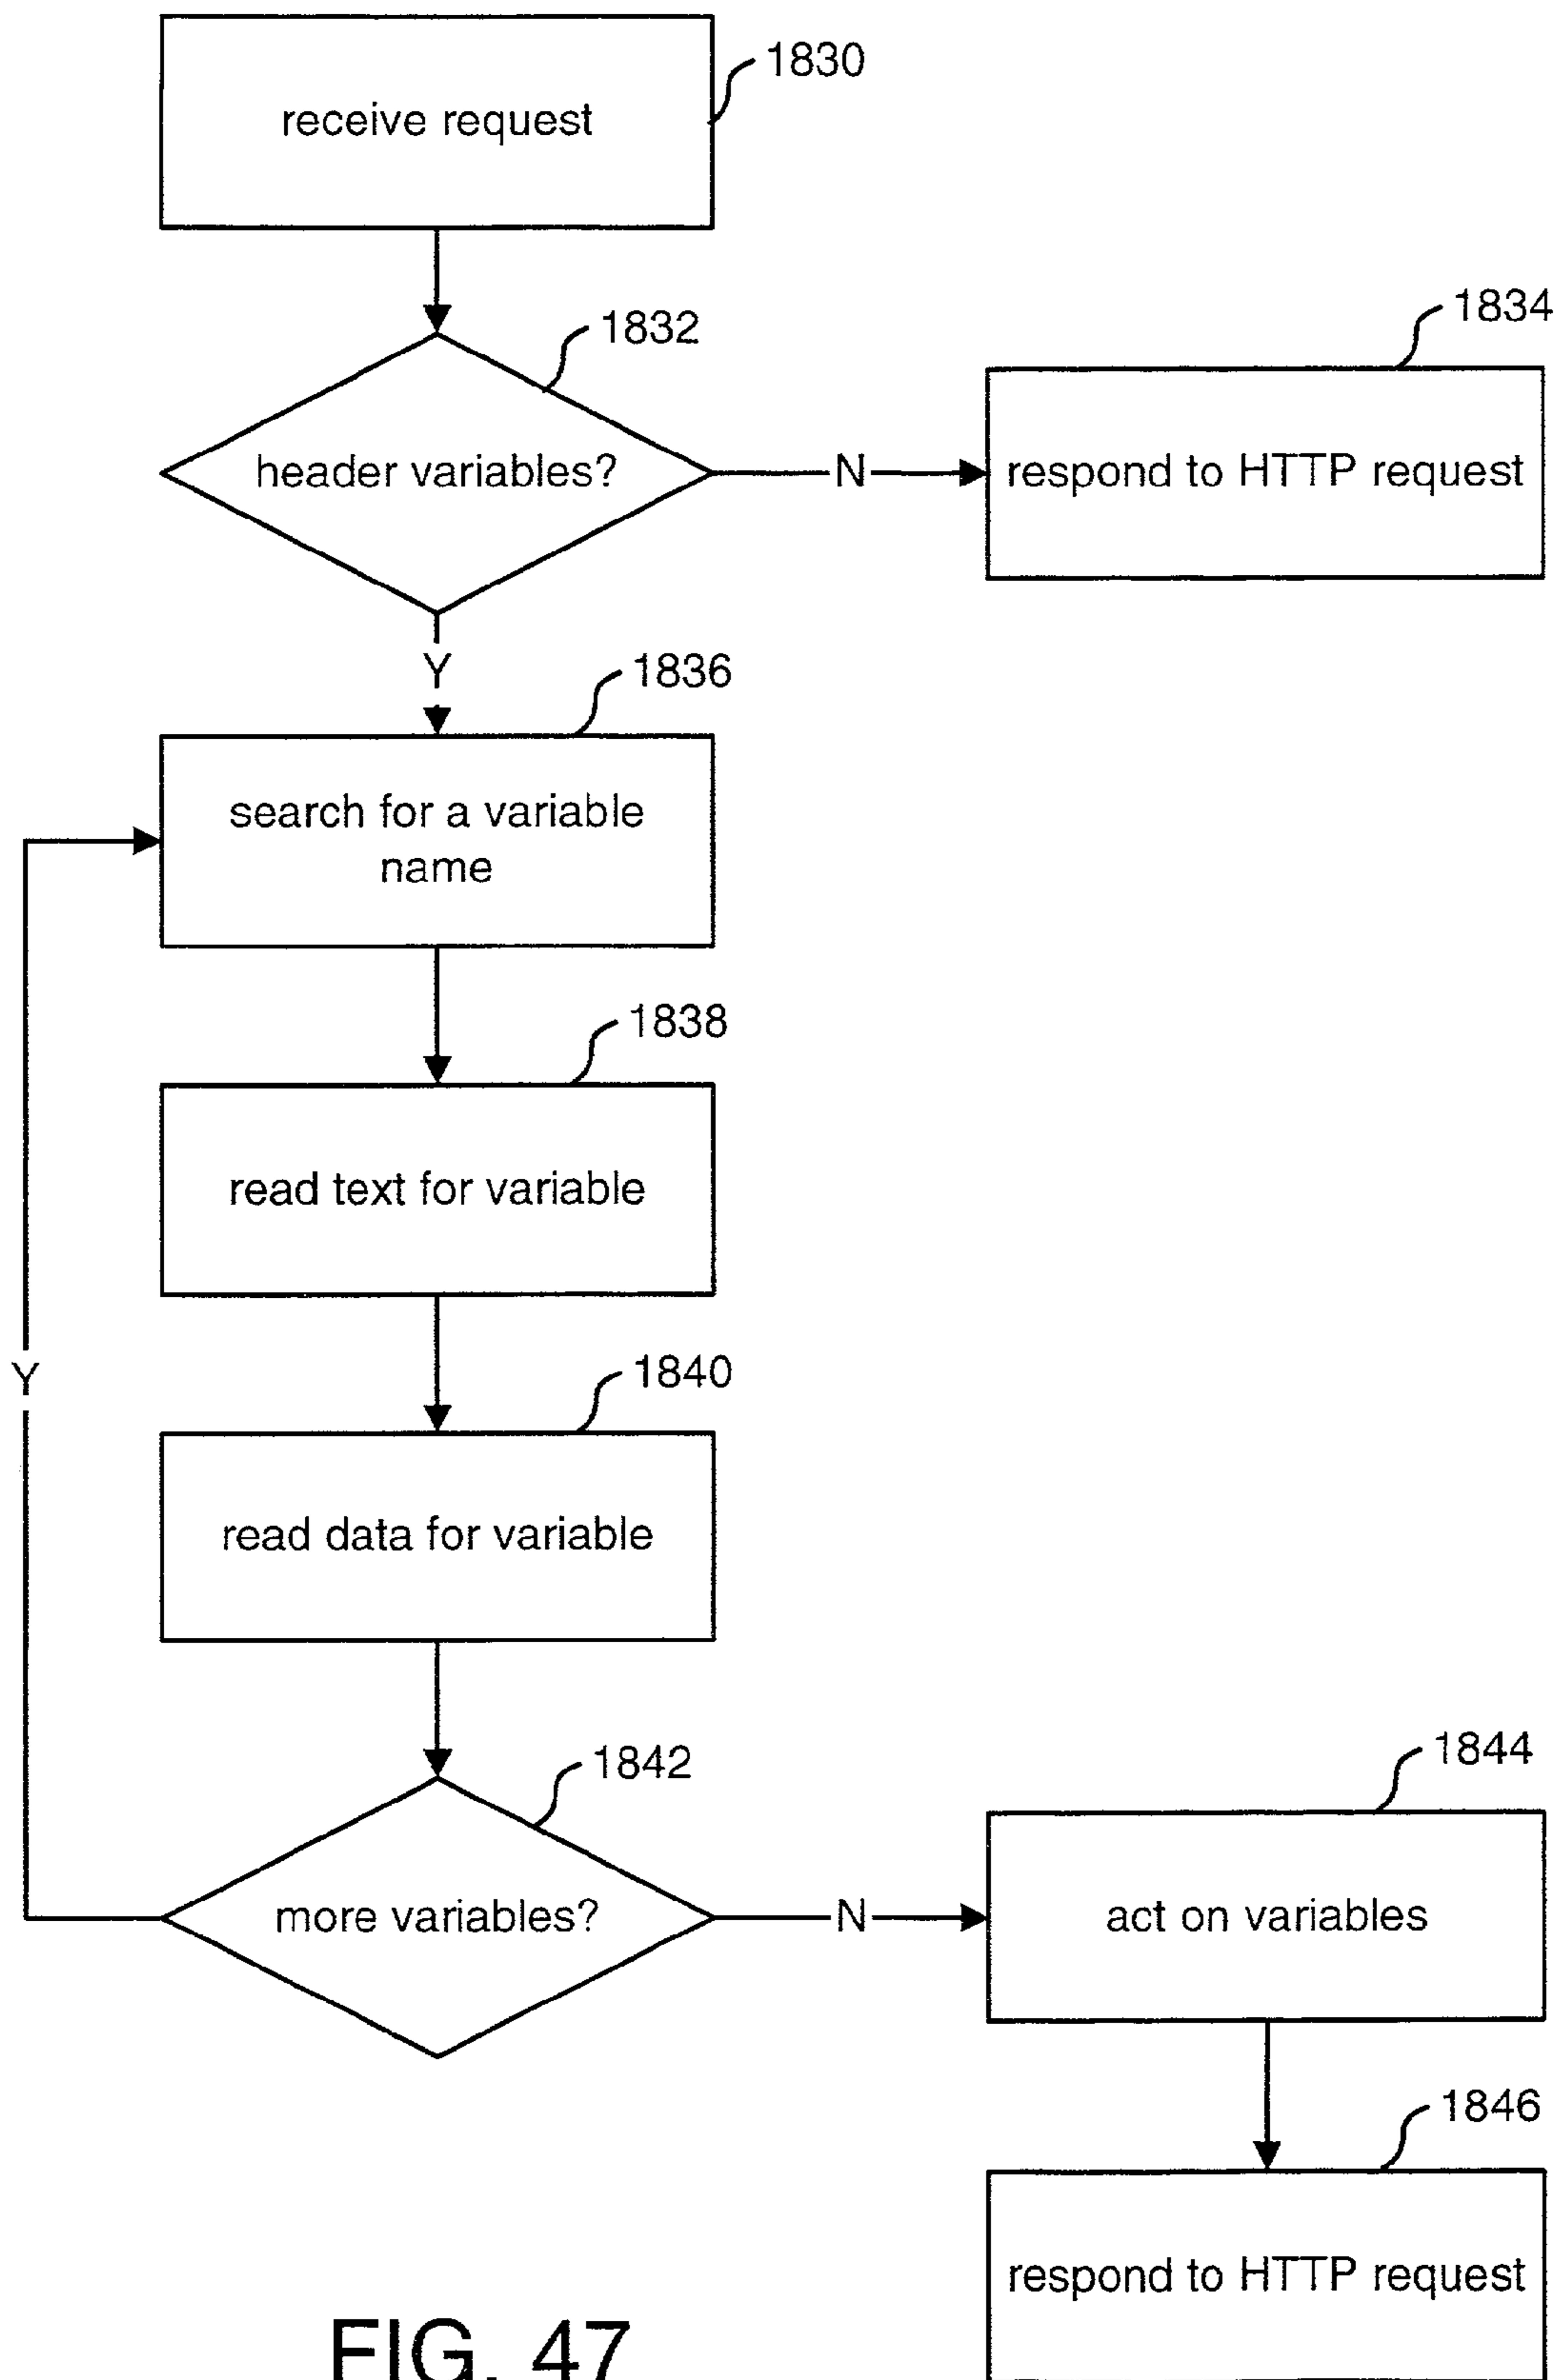 receive request
1830
1832
header variables?
N
1834
respond to HTTP request
Y
1836
search for a variable
name
1838
read text for variable
Y
1840
read data for variable
1842
more variables?
N
1844
act on variables
1846
respond to HTTP request
FIG. 47